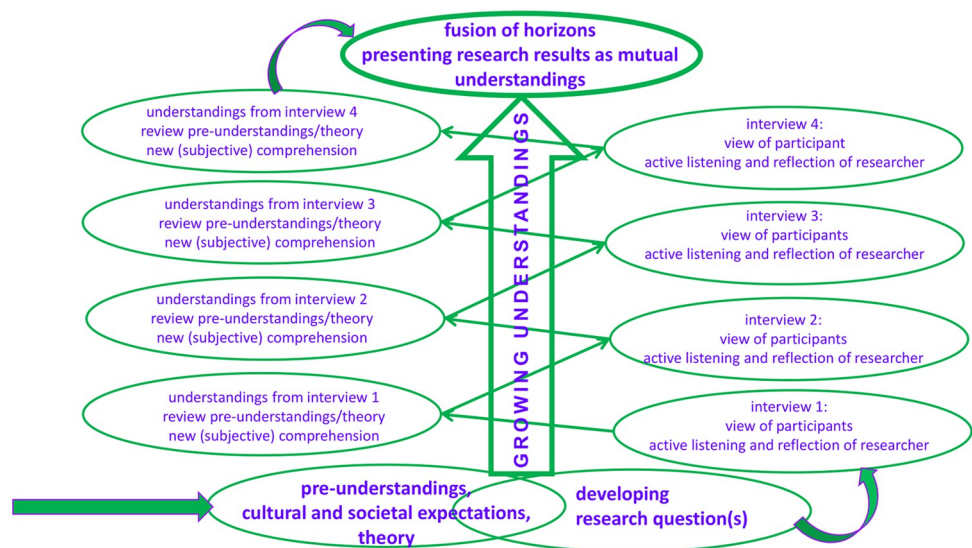 fusion of horizons
presenting research results as mutual
understandings
understandings from interview 4
review pre-understandings/theory
new (subjective) comprehension
interview 4:
view of participant
active listening and reflection of researcher
understandings from interview 3
review pre-understandings/theory
new (subjective) comprehension
interview 3:
view of participants
active listening and reflection of researcher
understandings from interview 2
review pre-understandings/theory
new (subjective) comprehension
interview 2:
view of participants
active listening and reflection of researcher
understandings from interview 1
review pre-understandings/theory
new (subjective) comprehension
interview 1:
view of participants
active listening and reflection of researcher
GROWING UNDERSTANDINGS
pre-understandings,
cultural and societal expectations,
theory
developing
research question(s)